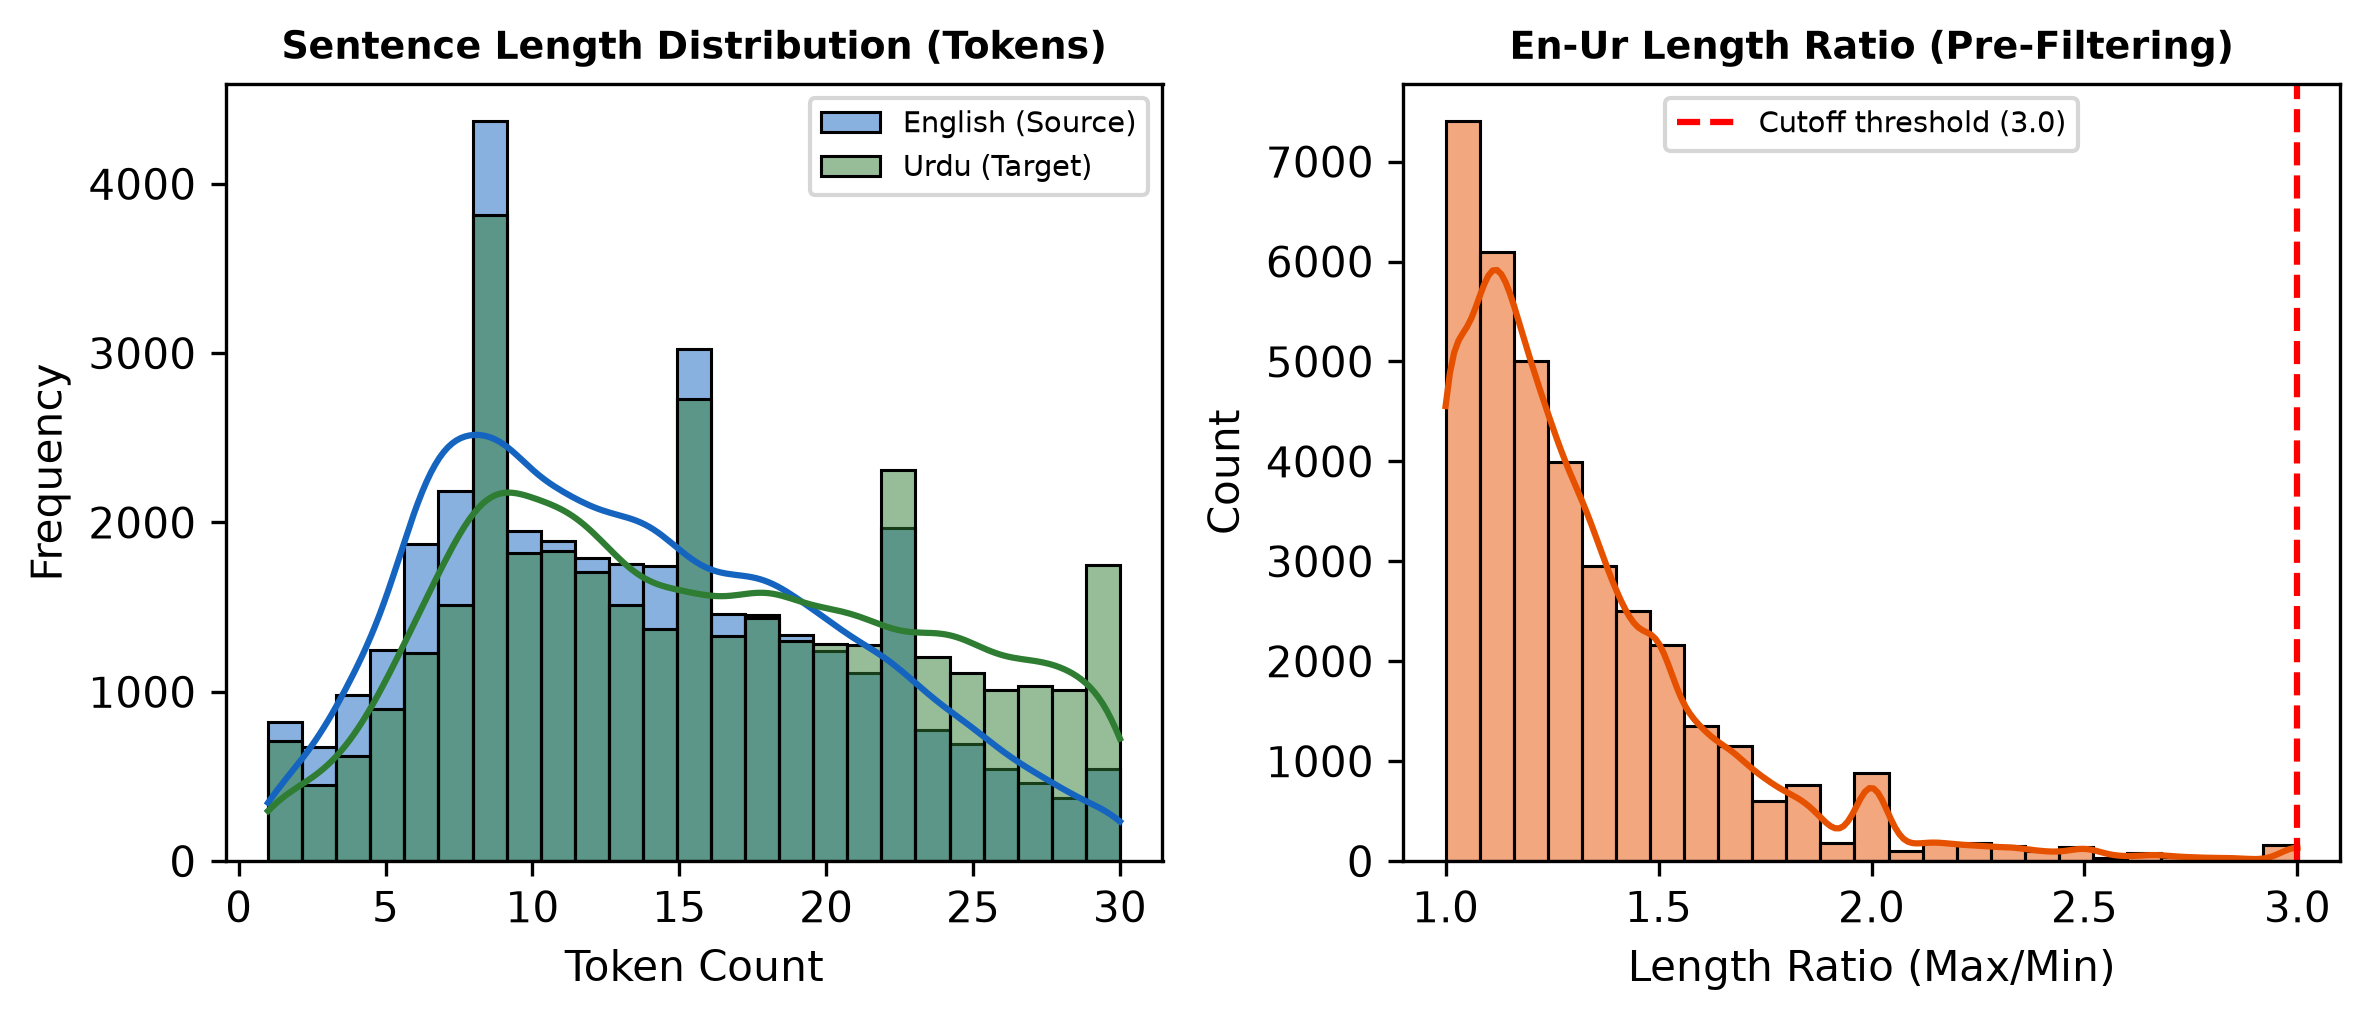 Sentence Length Distribution (Tokens)
English (Source)
Urdu (Target)
Frequency
4000
3000
2000
1000
0
0 5 10 15 20 25 30
Token Count
En-Ur Length Ratio (Pre-Filtering)
Cutoff threshold (3.0)
Count
7000
6000
5000
4000
3000
2000
1000
0
1.0 1.5 2.0 2.5 3.0
Length Ratio (Max/Min)